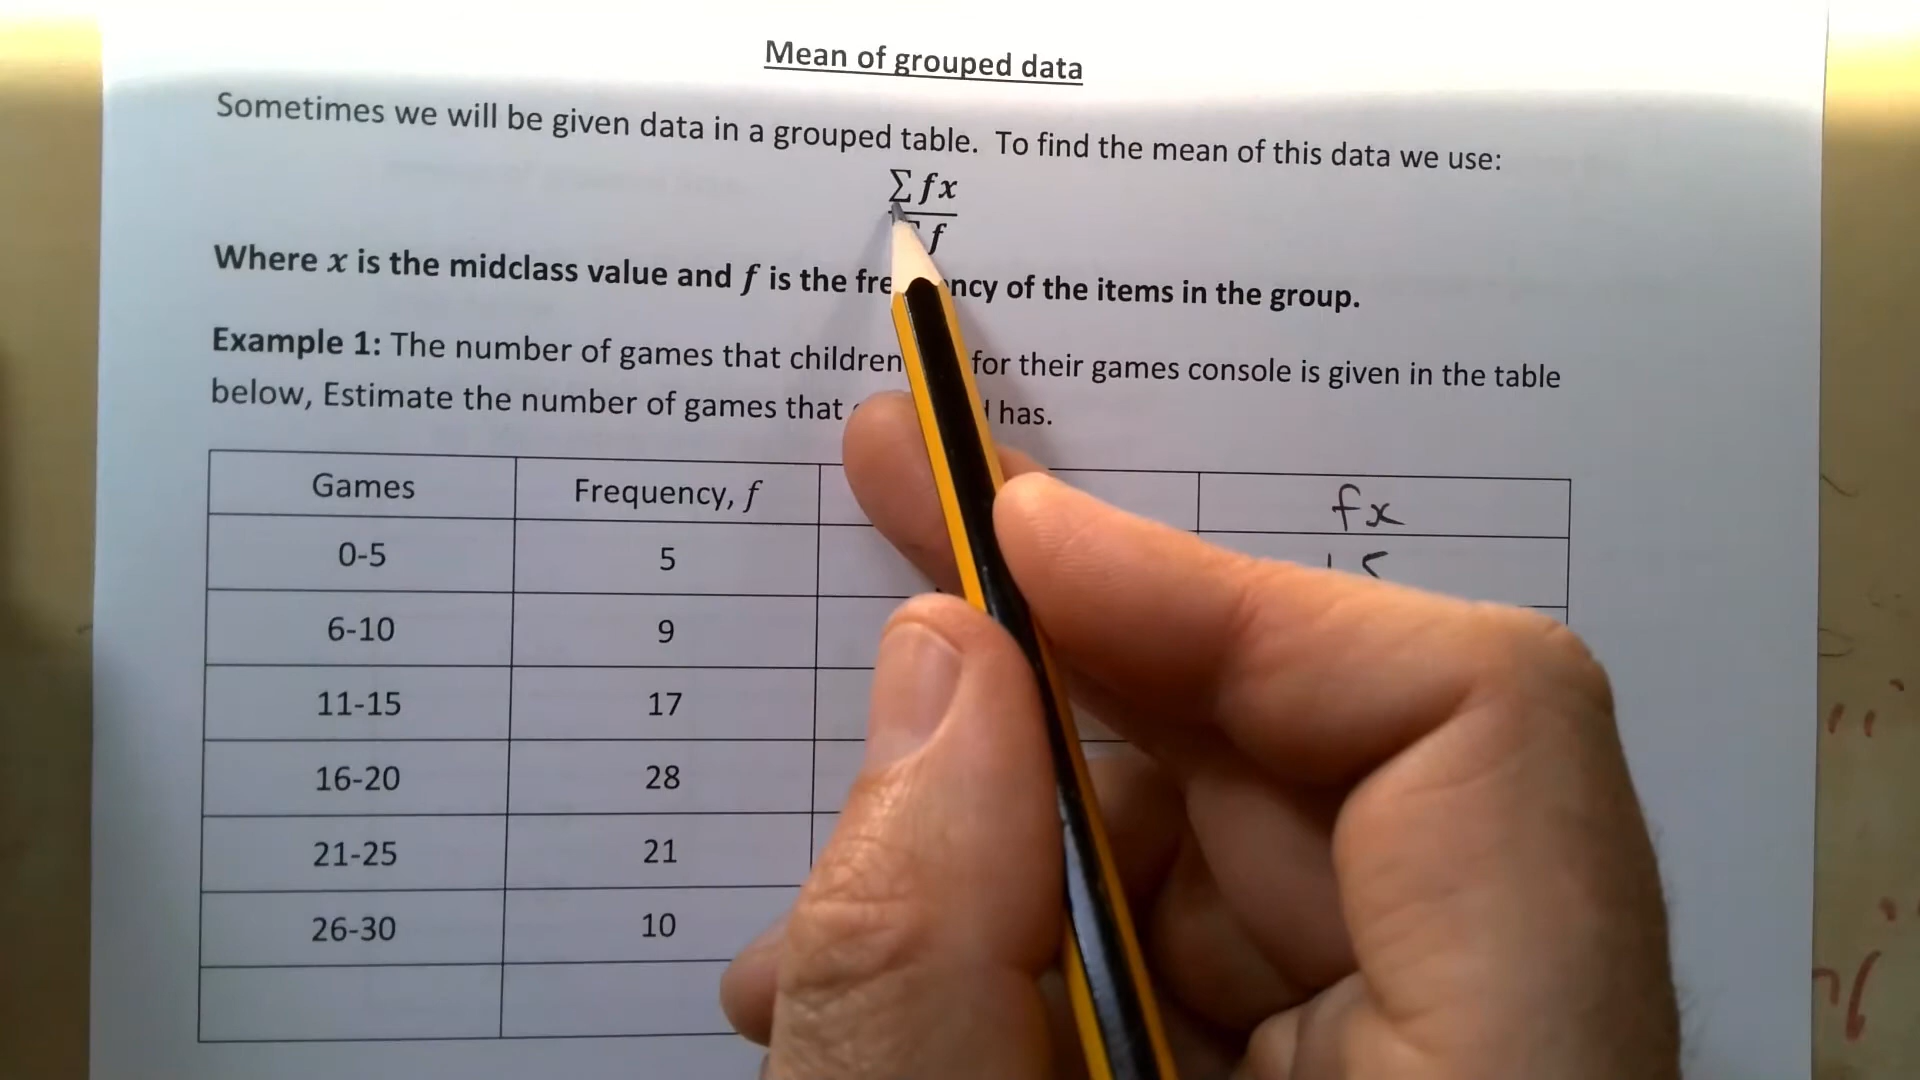 Mean of grouped data
Sometimes we will be given data in a grouped table. To find the mean of this data we use:
∑ fx
f
Where x is the midclass value and f is the fre ncy of the items in the group.
Example 1: The number of games that children for their games console is given in the table
below, Estimate the number of games that has.
Games Frequency, f fx
0-5 5 15
6-10 9
11-15 17
16-20 28
21-25 21
26-30 10